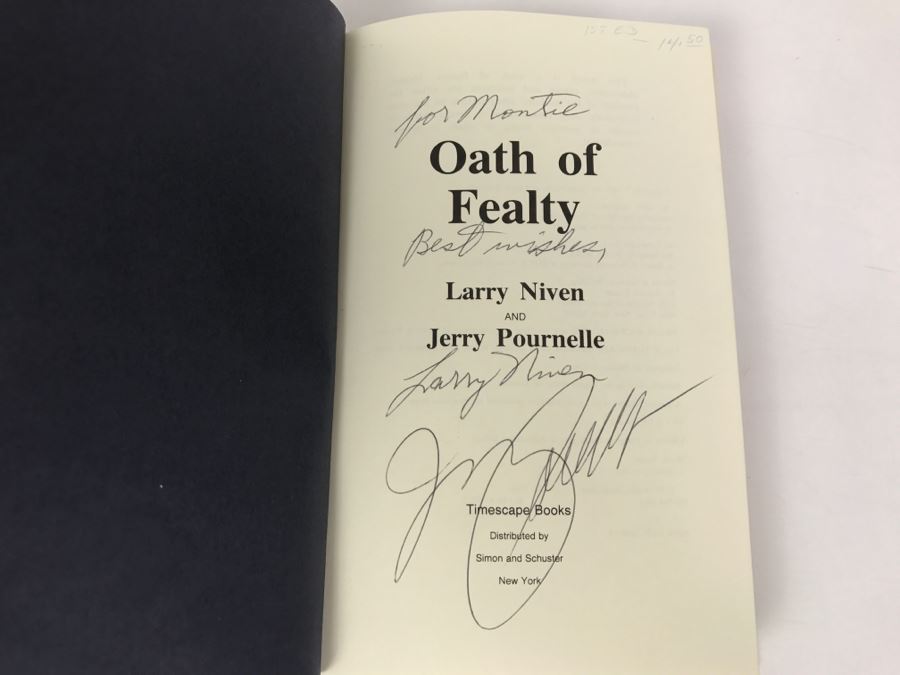 1ST ED
14.50
for Montie
Oath of
Fealty
Best wishes,
Larry Niven
AND
Jerry Pournelle
Larry Niven
Timescape Books
Distributed by
Simon and Schuster
New York